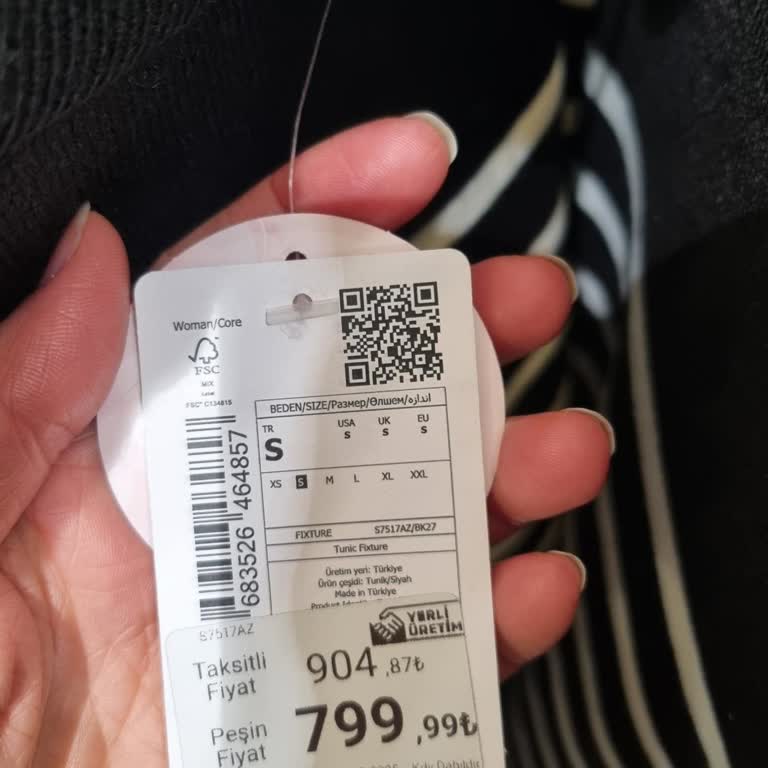 Woman/Core
FSC
MIX
Label
FSC® C134615
BEDEN/SIZE/Размер/Өлшем/اندازه
TR USA UK EU
S S S S
XS S M L XL XXL
683526 464857
FIXTURE S7517AZ/BK27
Tunic Fixture
Üretim yeri: Türkiye
Ürün çeşidi: Tunik/Siyah
Made in Türkiye
S7517AZ
YERLİ
ÜRETİM
Taksitli
Fiyat
904,87₺
Peşin
Fiyat
799,99₺